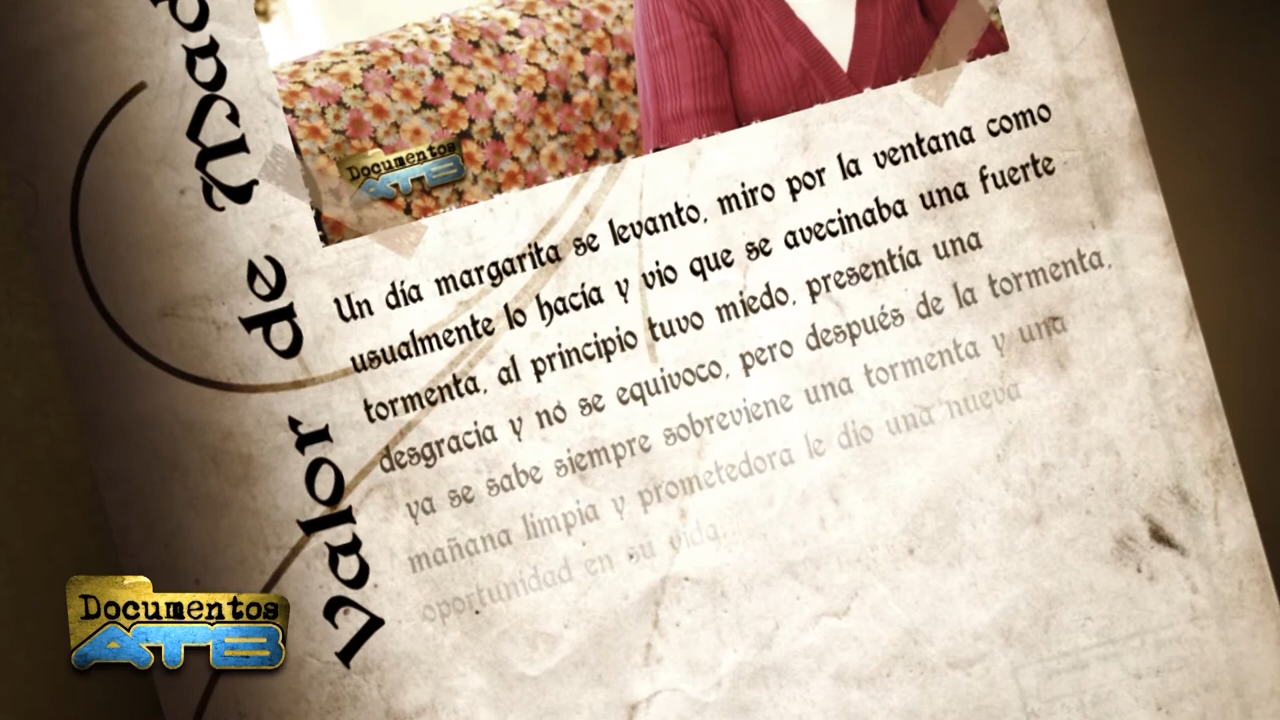 Documentos
ATB
Un día margarita se levanto, miro por la ventana como
usualmente lo hacía y vio que se avecinaba una fuerte
tormenta, al principio tuvo miedo, presentía una
desgracia y no se equivoco, pero después de la tormenta,
ya se sabe siempre sobreviene una tormenta y una
mañana limpia y prometedora le dio una nueva
oportunidad en su vida.
Valor de
Documentos
ATB